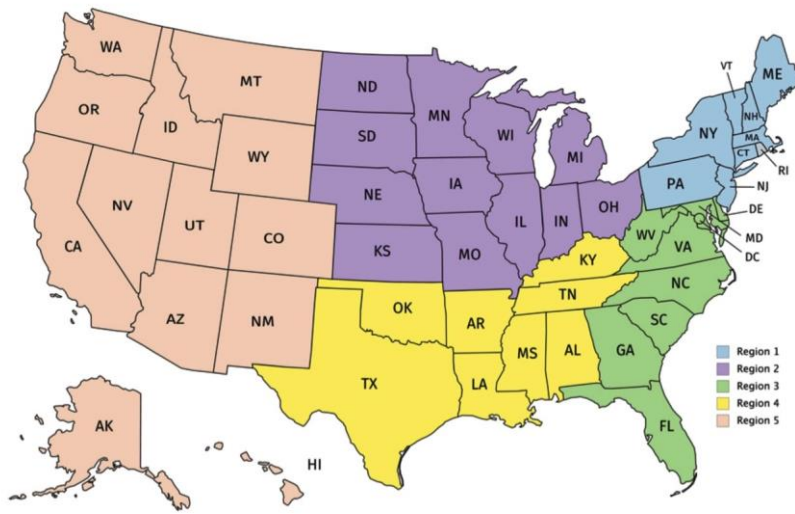 WA
MT
ND
MN
VT
ME
OR
ID
SD
WI
NH
NY
MA
WY
MI
CT
RI
IA
PA
NJ
NE
NV
OH
DE
UT
IL
IN
CA
CO
WV
MD
KS
MO
VA
DC
KY
NC
TN
AZ
NM
OK
AR
SC
MS
AL
GA
Region 1
Region 2
TX
LA
Region 3
Region 4
Region 5
AK
FL
HI